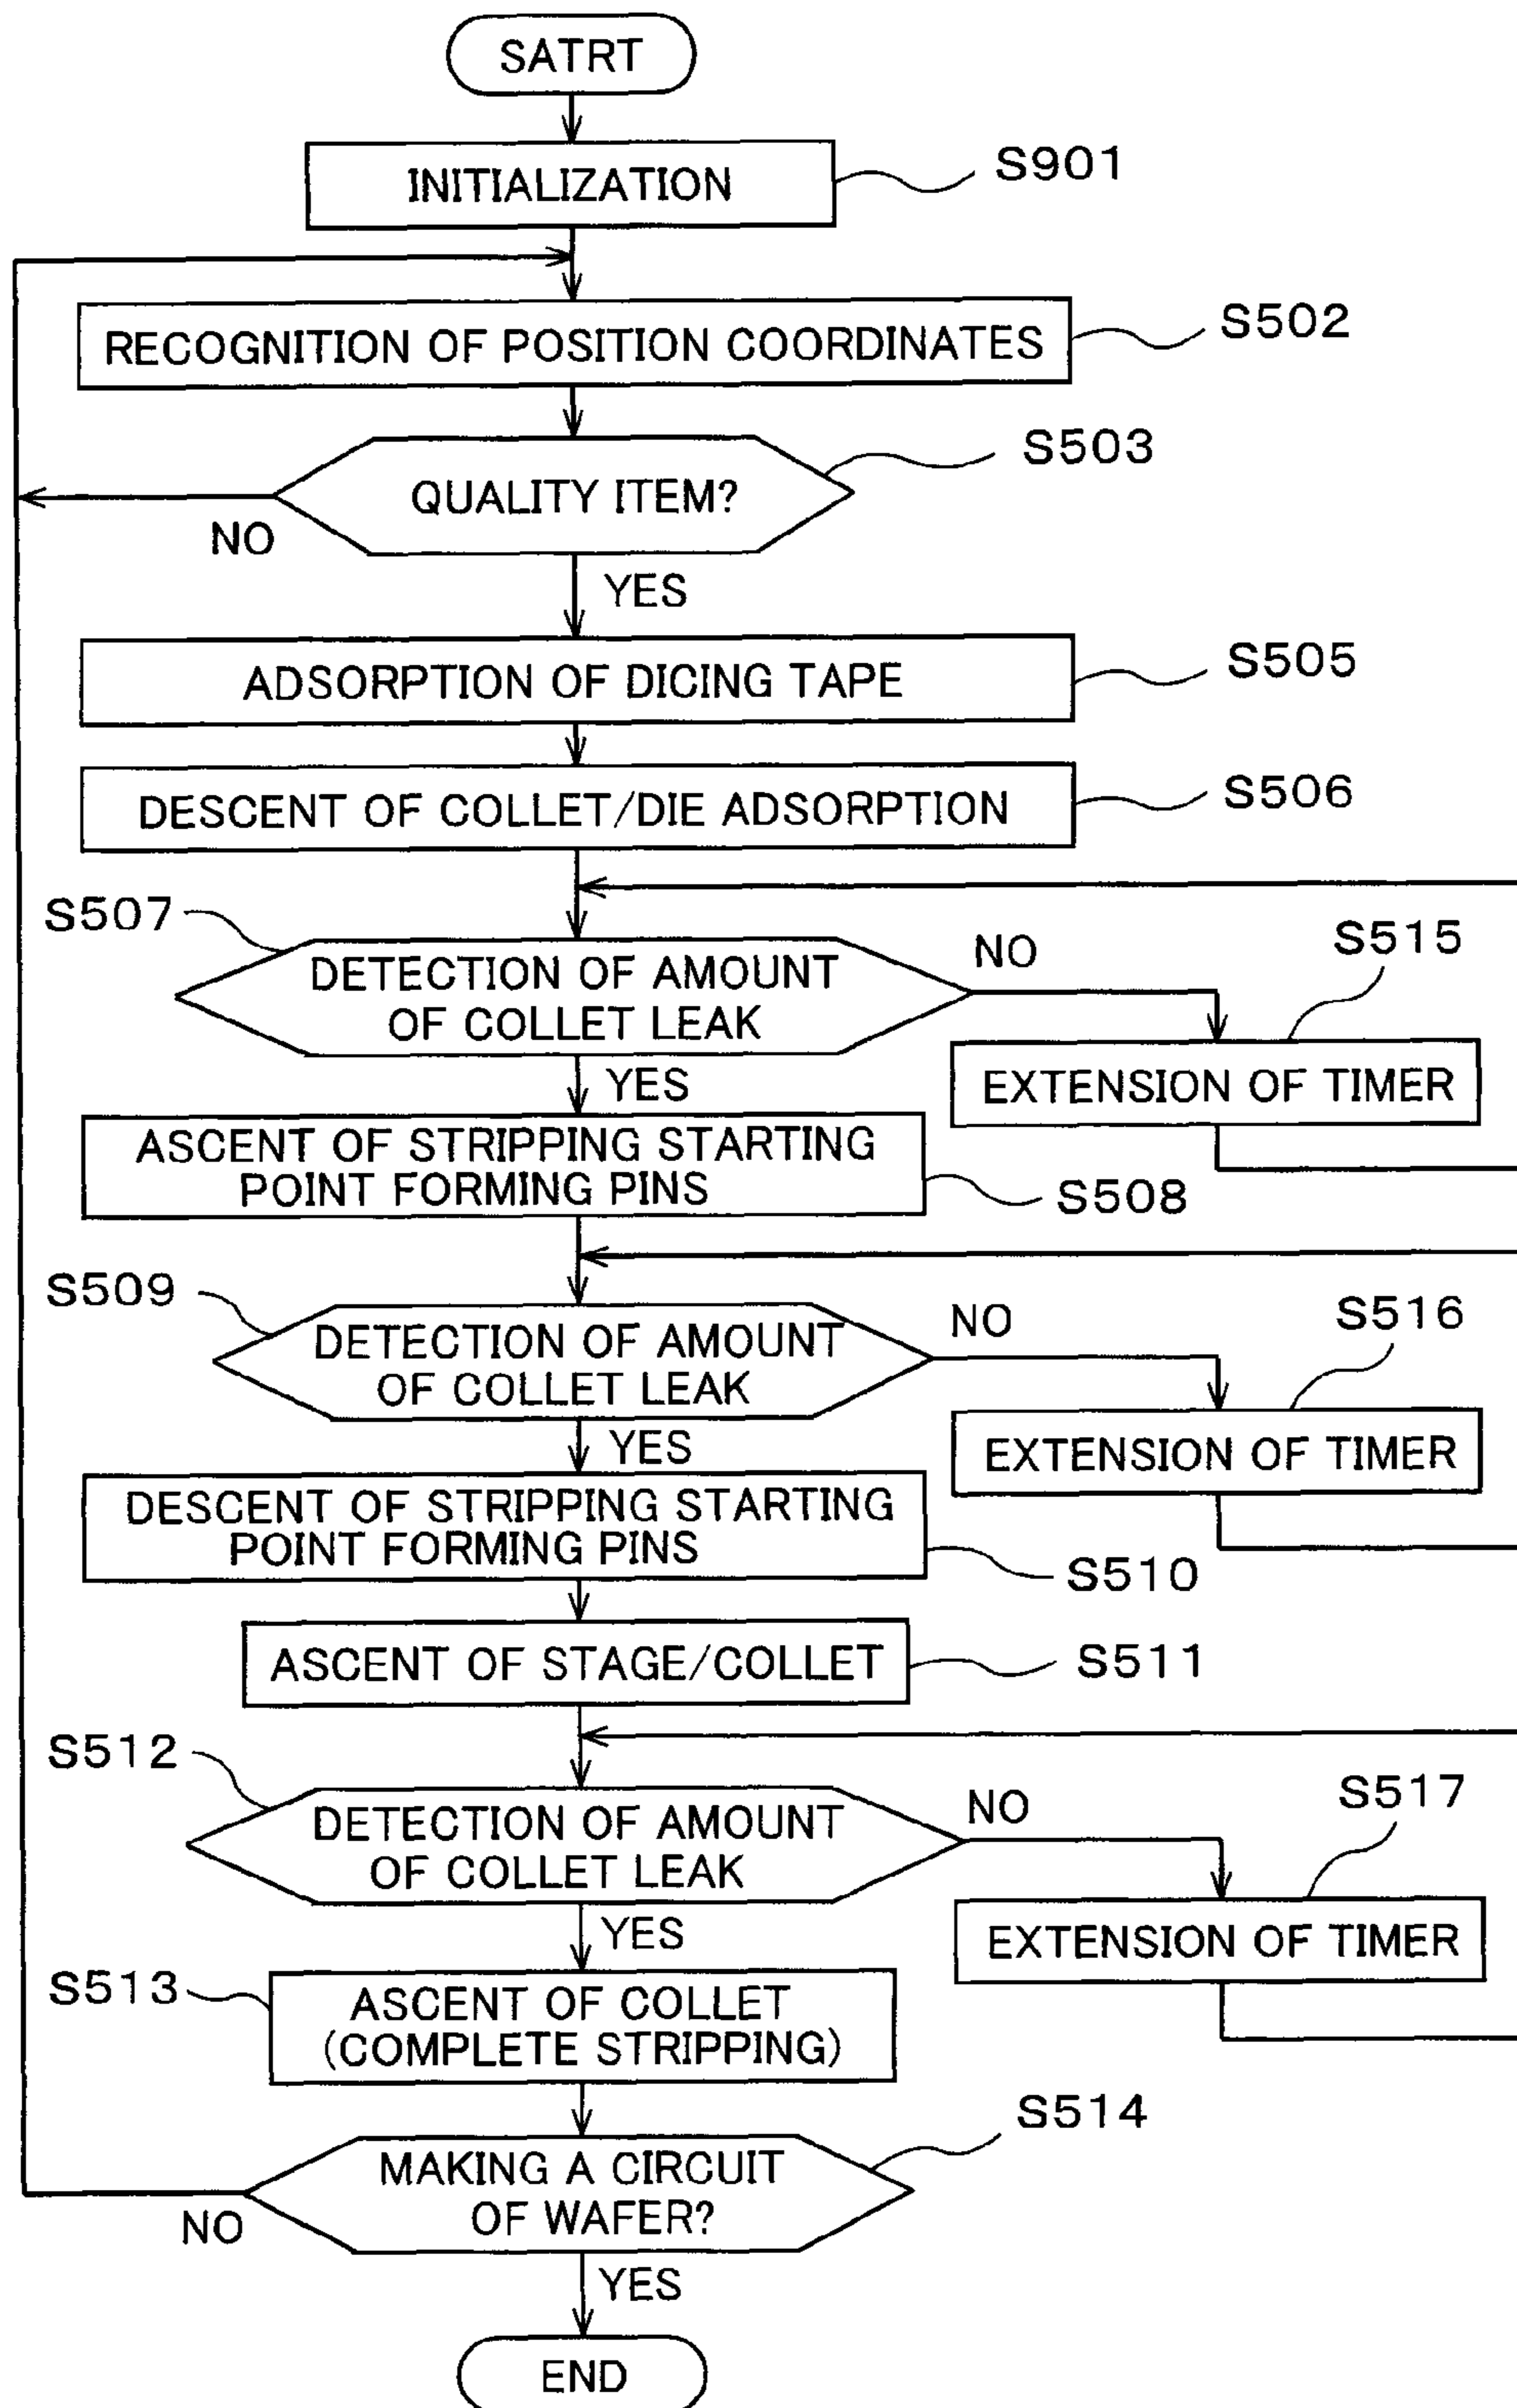 SATRT
INITIALIZATION
S901
RECOGNITION OF POSITION COORDINATES
S502
QUALITY ITEM?
S503
NO
YES
ADSORPTION OF DICING TAPE
S505
DESCENT OF COLLET/DIE ADSORPTION
S506
S507
DETECTION OF AMOUNT
OF COLLET LEAK
NO
S515
EXTENSION OF TIMER
YES
ASCENT OF STRIPPING STARTING
POINT FORMING PINS
S508
S509
DETECTION OF AMOUNT
OF COLLET LEAK
NO
S516
EXTENSION OF TIMER
YES
DESCENT OF STRIPPING STARTING
POINT FORMING PINS
S510
ASCENT OF STAGE/COLLET
S511
S512
DETECTION OF AMOUNT
OF COLLET LEAK
NO
S517
EXTENSION OF TIMER
YES
S513
ASCENT OF COLLET
(COMPLETE STRIPPING)
S514
MAKING A CIRCUIT
OF WAFER?
NO
YES
END